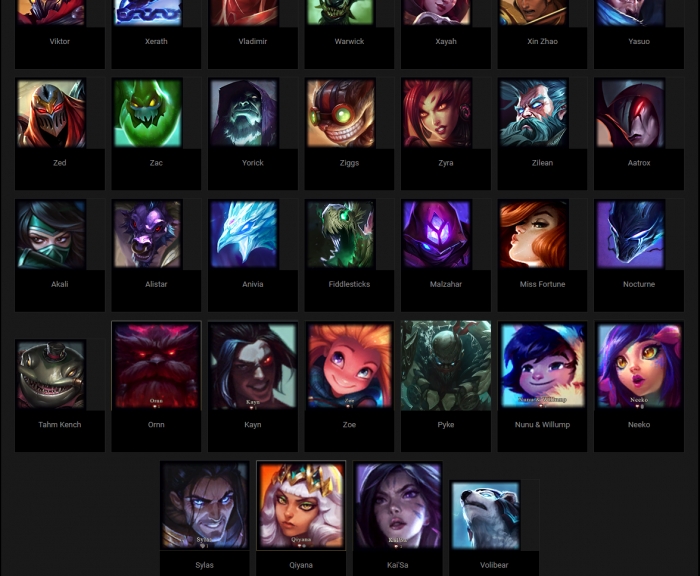 Viktor Xerath Vladimir Warwick Xayah Xin Zhao Yasuo
Zed Zac Yorick Ziggs Zyra Zilean Aatrox
Akali Alistar Anivia Fiddlesticks Malzahar Miss Fortune Nocturne
Ornn Kayn Zoe Nunu & Willump Neeko
Tahm Kench Ornn Kayn Zoe Pyke Nunu & Willump Neeko
Sylas Qiyana Kai'Sa
Sylas Qiyana Kai'Sa Volibear